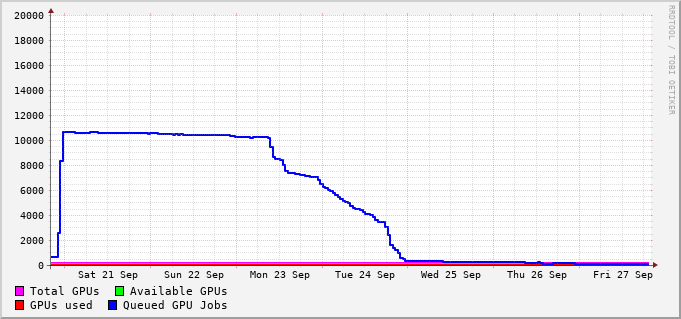 RRDTOOL / TOBI OETIKER
20000
18000
16000
14000
12000
10000
8000
6000
4000
2000
0
Sat 21 Sep Sun 22 Sep Mon 23 Sep Tue 24 Sep Wed 25 Sep Thu 26 Sep Fri 27 Sep
Total GPUs Available GPUs
GPUs used Queued GPU Jobs